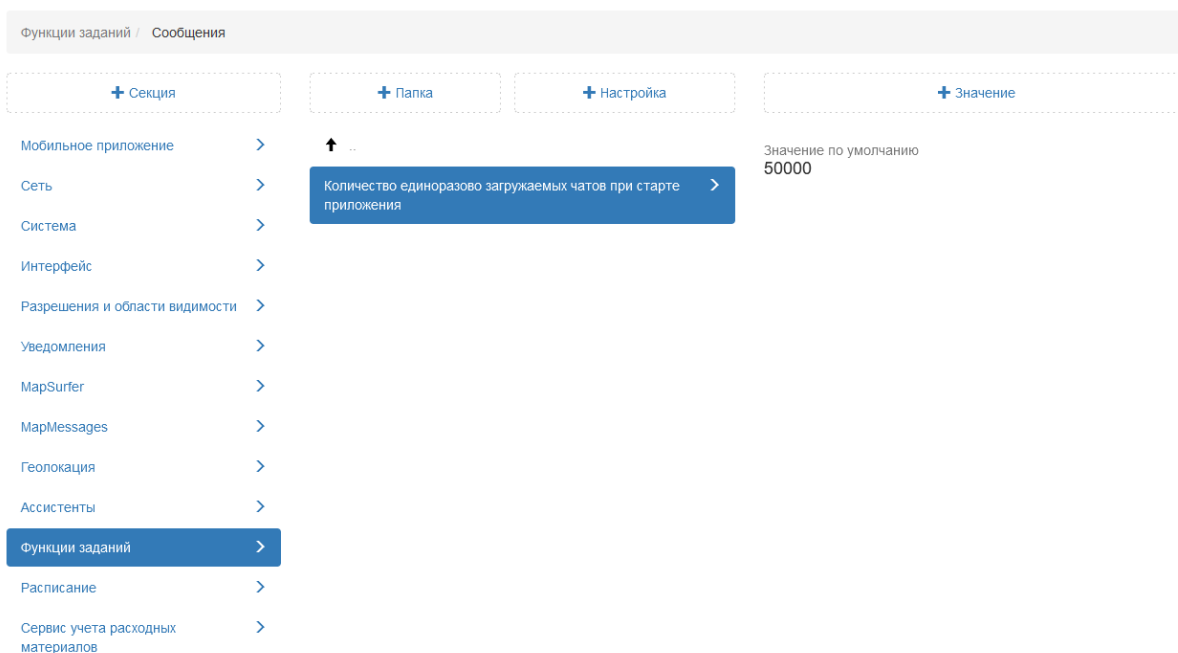 Функции заданий / Сообщения
+ Секция
+ Папка
+ Настройка
+ Значение
Мобильное приложение
Сеть
Система
Интерфейс
Разрешения и области видимости
Уведомления
MapSurfer
MapMessages
Геолокация
Ассистенты
Функции заданий
Расписание
Сервис учета расходных
материалов
..
Количество единоразово загружаемых чатов при старте
приложения
Значение по умолчанию
50000